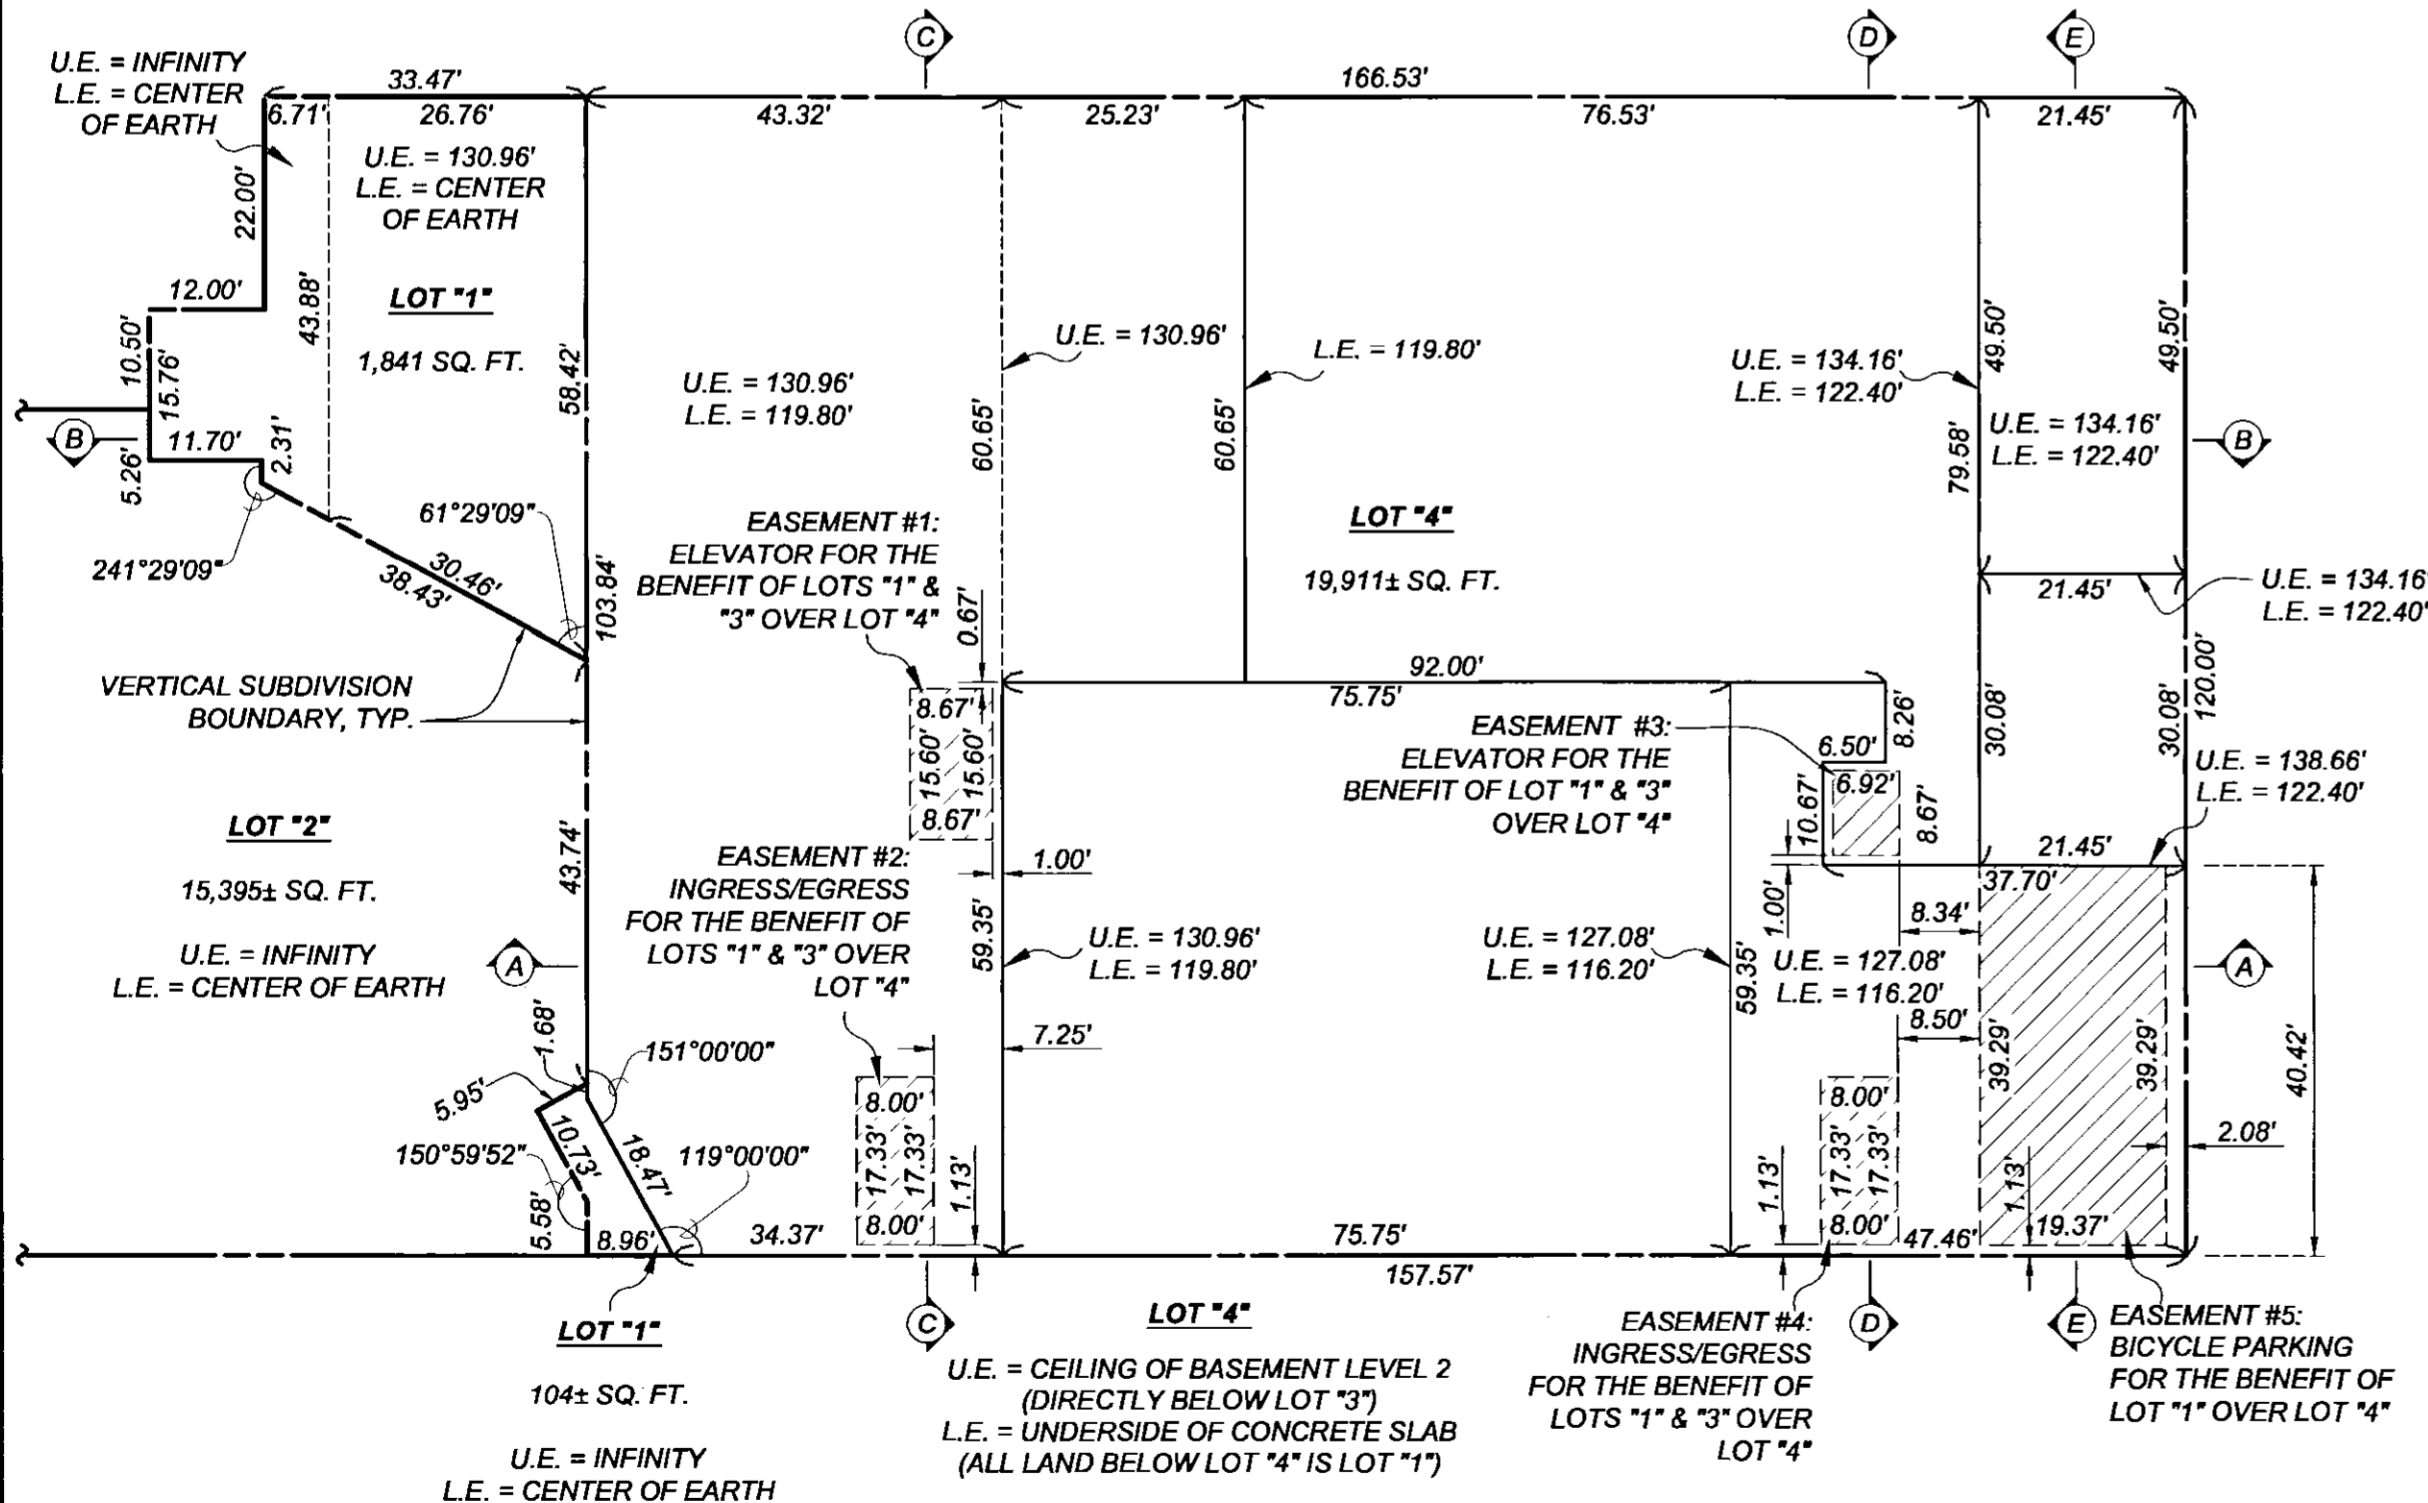 U.E. = INFINITY
L.E. = CENTER
OF EARTH
33.47'
6.71'
26.76'
C
43.32'
25.23'
166.53'
76.53'
D
E
21.45'
U.E. = 130.96'
L.E. = CENTER
OF EARTH
22.00'
43.88'
12.00'
LOT "1"
1,841 SQ. FT.
10.50'
15.76'
58.42'
B
11.70'
5.26'
2.31'
U.E. = 130.96'
L.E. = 119.80'
60.65'
U.E. = 130.96'
60.65'
L.E. = 119.80'
U.E. = 134.16'
L.E. = 122.40'
49.50'
49.50'
U.E. = 134.16'
L.E. = 122.40'
79.58'
B
241°29'09"
61°29'09"
30.46'
38.43'
103.84'
EASEMENT #1:
ELEVATOR FOR THE
BENEFIT OF LOTS "1" &
"3" OVER LOT "4"
0.67'
LOT "4"
19,911± SQ. FT.
21.45'
U.E. = 134.16'
L.E. = 122.40'
VERTICAL SUBDIVISION
BOUNDARY, TYP.
8.67'
15.60'
15.60'
8.67'
92.00'
75.75'
EASEMENT #3:
ELEVATOR FOR THE
BENEFIT OF LOT "1" & "3"
OVER LOT "4"
8.26'
6.50'
6.92'
10.67'
8.67'
30.08'
30.08'
120.00'
U.E. = 138.66'
L.E. = 122.40'
21.45'
37.70'
LOT "2"
15,395± SQ. FT.
U.E. = INFINITY
L.E. = CENTER OF EARTH
43.74'
A
EASEMENT #2:
INGRESS/EGRESS
FOR THE BENEFIT OF
LOTS "1" & "3" OVER
LOT "4"
1.00'
59.35'
U.E. = 130.96'
L.E. = 119.80'
7.25'
U.E. = 127.08'
L.E. = 116.20'
59.35'
1.00'
8.34'
U.E. = 127.08'
L.E. = 116.20'
8.50'
39.29'
39.29'
A
40.42'
1.68'
151°00'00"
5.95'
10.73'
18.47'
150°59'52"
119°00'00"
5.58'
8.96'
34.37'
8.00'
17.33'
17.33'
8.00'
1.13'
75.75'
157.57'
1.13'
8.00'
17.33'
17.33'
8.00'
47.46'
1.13'
19.37'
2.08'
LOT "1"
104± SQ. FT.
U.E. = INFINITY
L.E. = CENTER OF EARTH
C
LOT "4"
U.E. = CEILING OF BASEMENT LEVEL 2
(DIRECTLY BELOW LOT "3")
L.E. = UNDERSIDE OF CONCRETE SLAB
(ALL LAND BELOW LOT "4" IS LOT "1")
EASEMENT #4:
INGRESS/EGRESS
FOR THE BENEFIT OF
LOTS "1" & "3" OVER
LOT "4"
D
E
EASEMENT #5:
BICYCLE PARKING
FOR THE BENEFIT OF
LOT "1" OVER LOT "4"